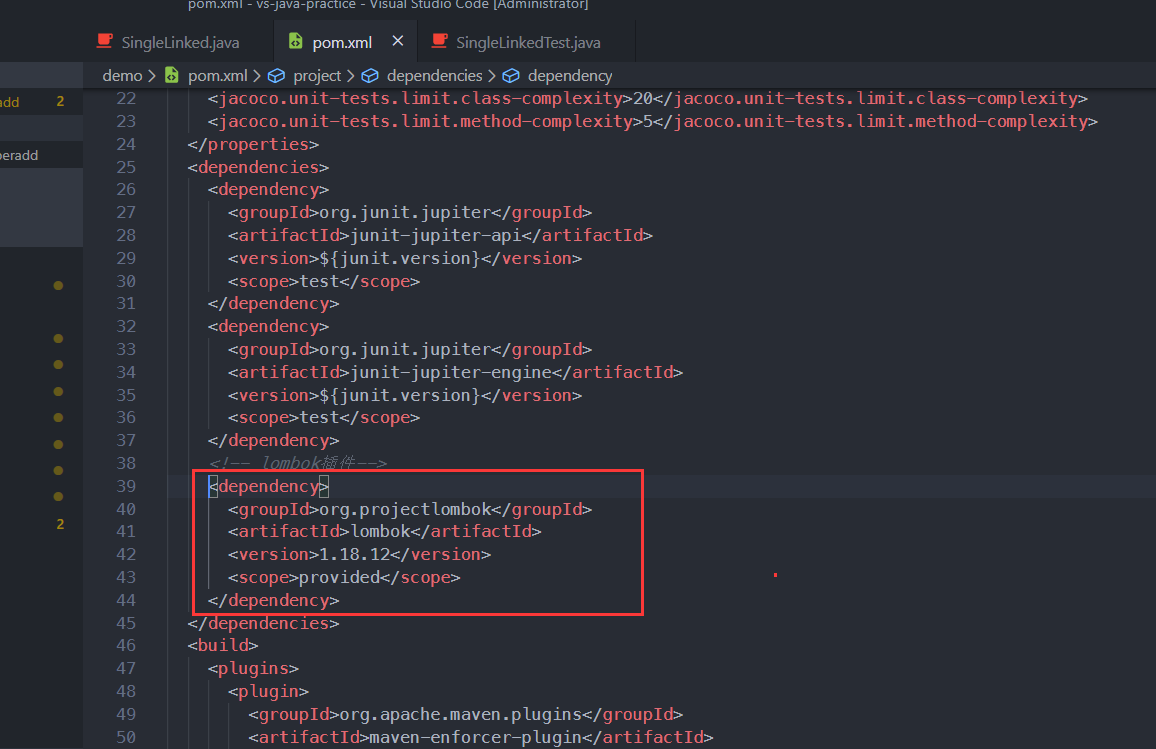 pom.xml - vs-java-practice - Visual Studio Code [Administrator]
SingleLinked.java pom.xml × SingleLinkedTest.java
demo > pom.xml > project > dependencies > dependency
add 2
eradd
2
22 <jacoco.unit-tests.limit.class-complexity>20</jacoco.unit-tests.limit.class-complexity>
23 <jacoco.unit-tests.limit.method-complexity>5</jacoco.unit-tests.limit.method-complexity>
24 </properties>
25 <dependencies>
26 <dependency>
27 <groupId>org.junit.jupiter</groupId>
28 <artifactId>junit-jupiter-api</artifactId>
29 <version>${junit.version}</version>
30 <scope>test</scope>
31 </dependency>
32 <dependency>
33 <groupId>org.junit.jupiter</groupId>
34 <artifactId>junit-jupiter-engine</artifactId>
35 <version>${junit.version}</version>
36 <scope>test</scope>
37 </dependency>
38 <!-- lombok插件-->
39 <dependency>
40 <groupId>org.projectlombok</groupId>
41 <artifactId>lombok</artifactId>
42 <version>1.18.12</version>
43 <scope>provided</scope>
44 </dependency>
45 </dependencies>
46 <build>
47 <plugins>
48 <plugin>
49 <groupId>org.apache.maven.plugins</groupId>
50 <artifactId>maven-enforcer-plugin</artifactId>